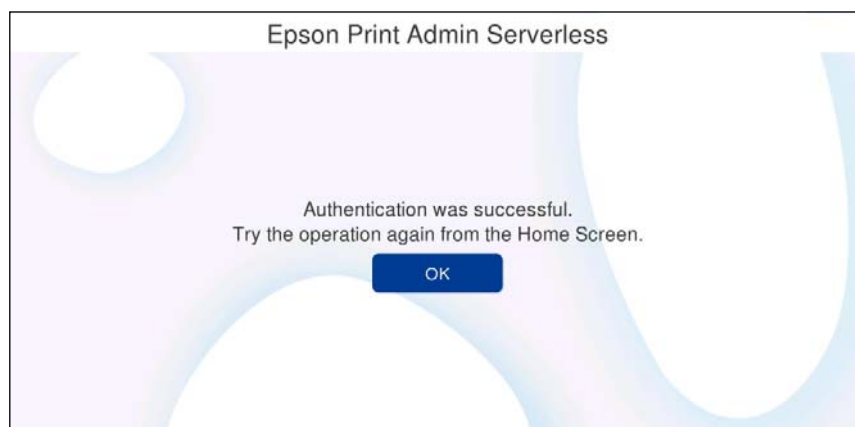 Epson Print Admin Serverless
Authentication was successful.
Try the operation again from the Home Screen.
OK